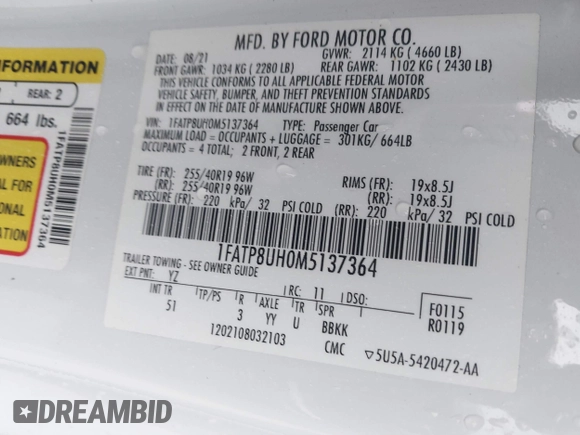 MFD. BY FORD MOTOR CO.
08/21
GVWR: 2114 KG ( 4660 LB)
FRONT GAWR: 1034 KG ( 2280 LB)
REAR GAWR: 1102 KG ( 2430 LB)
THIS VEHICLE CONFORMS TO ALL APPLICABLE FEDERAL MOTOR
VEHICLE SAFETY, BUMPER, AND THEFT PREVENTION STANDARDS
IN EFFECT ON THE DATE OF MANUFACTURE SHOWN ABOVE.
VIN: 1FATP8UH0M5137364 TYPE: Passenger Car
MAXIMUM LOAD = OCCUPANTS + LUGGAGE = 301KG/ 664LB
OCCUPANTS = 4 TOTAL; 2 FRONT, 2 REAR
TIRE (FR): 255/40R19 96W RIMS (FR): 19x8.5J
(RR): 255/40R19 96W (RR): 19x8.5J
PRESSURE (FR): 220 kPa/ 32 PSI COLD (RR): 220 kPa/ 32 PSI COLD
1FATP8UH0M5137364
TRAILER TOWING - SEE OWNER GUIDE
EXT PNT: YZ RC: 11 DSO:
INT TR TP/PS R AXLE TR SPR
51 3 YY U BBKK
F0115
R0119
1202108032103 CMC ▽5U5A-5420472-AA
INFORMATION
REAR: 2
664 lbs.
1FATP8UH0M5137364
OWNERS
AL FOR
ONAL
ATION
DREAMBID